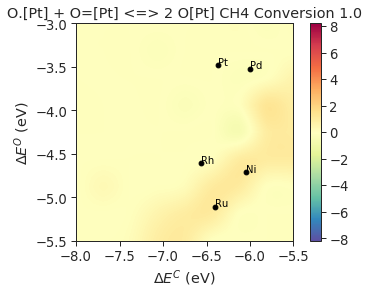 O.[Pt] + O=[Pt] <=> 2 O[Pt] CH4 Conversion 1.0
ΔE^O (eV)
−3.0
−3.5
−4.0
−4.5
−5.0
−5.5
Pt
Pd
Rh
Ni
Ru
−8.0 −7.5 −7.0 −6.5 −6.0 −5.5
ΔE^C (eV)
8
6
4
2
0
−2
−4
−6
−8